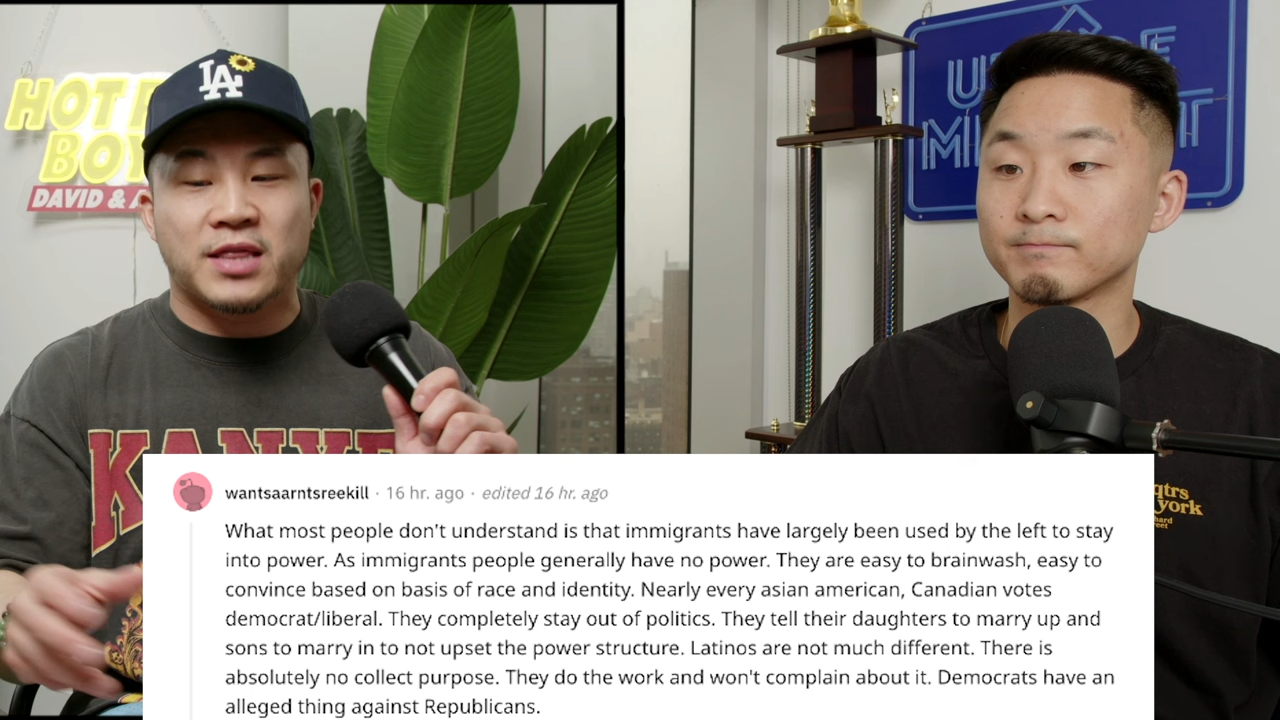 HOT
BOY
DAVID & A
LA
KANYE
wantsaarntsreekill · 16 hr. ago · edited 16 hr. ago
What most people don't understand is that immigrants have largely been used by the left to stay
into power. As immigrants people generally have no power. They are easy to brainwash, easy to
convince based on basis of race and identity. Nearly every asian american, Canadian votes
democrat/liberal. They completely stay out of politics. They tell their daughters to marry up and
sons to marry in to not upset the power structure. Latinos are not much different. There is
absolutely no collect purpose. They do the work and won't complain about it. Democrats have an
alleged thing against Republicans.
qtrs
york